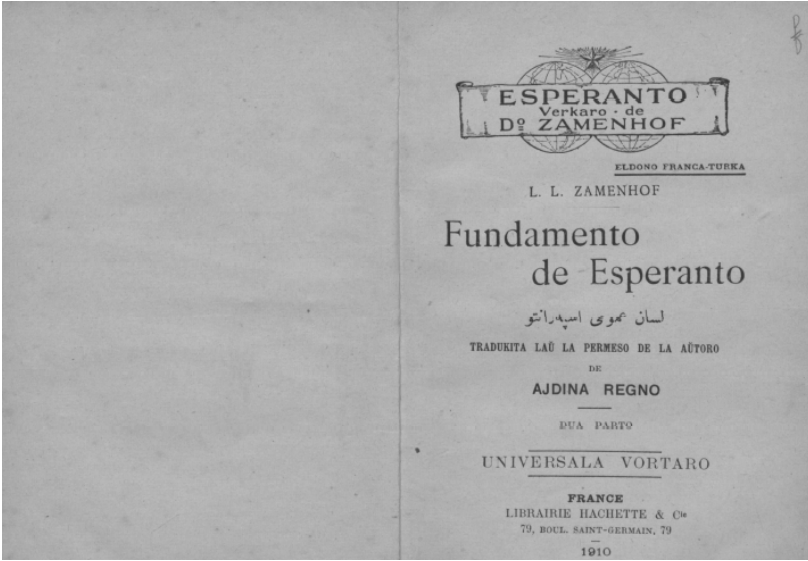 ESPERANTO
Verkaro · de
Dº ZAMENHOF
ELDONO FRANCA-TURKA
L. L. ZAMENHOF
Fundamento
de Esperanto
لسان عمومی اسپەرانتو
TRADUKITA LAŬ LA PERMESO DE LA AŬTORO
DE
AJDINA REGNO
DUA PARTO
UNIVERSALA VORTARO
FRANCE
LIBRAIRIE HACHETTE & Cie
79, BOUL. SAINT-GERMAIN, 79
1910